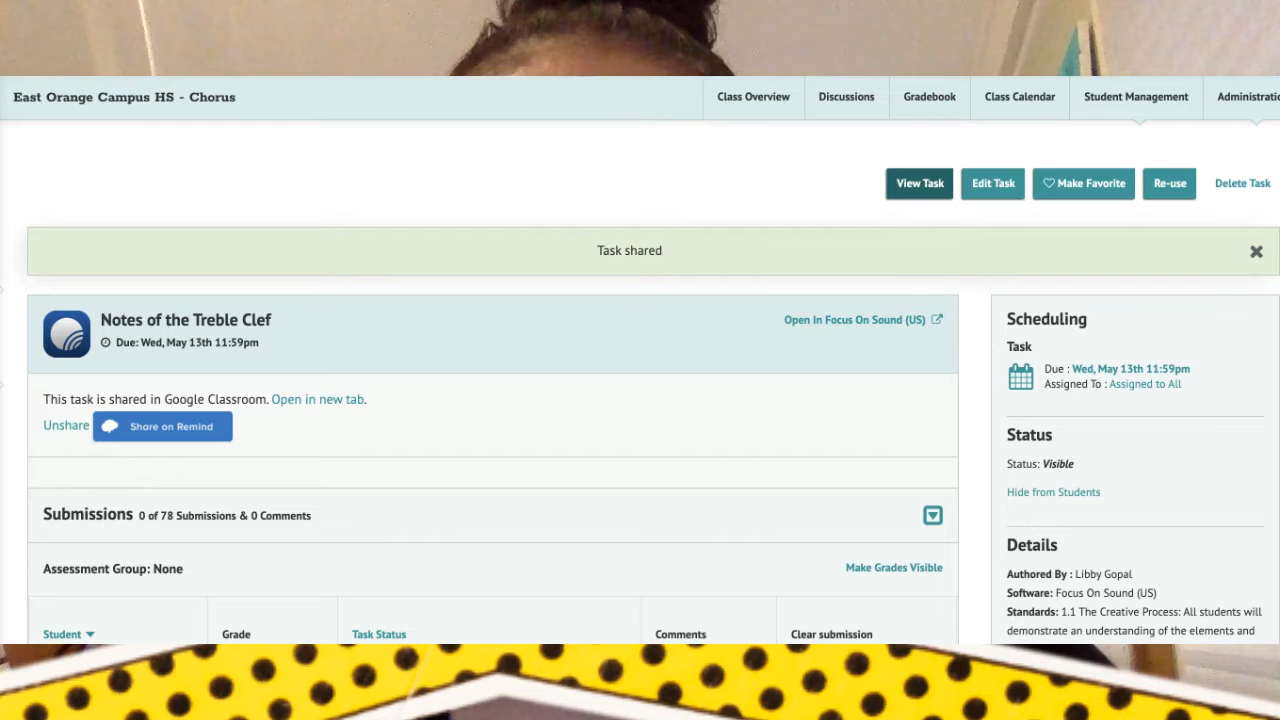 East Orange Campus HS - Chorus
Class Overview
Discussions
Gradebook
Class Calendar
Student Management
Administratio
View Task
Edit Task
Make Favorite
Re-use
Delete Task
Task shared
Notes of the Treble Clef
Due: Wed, May 13th 11:59pm
Open In Focus On Sound (US)
This task is shared in Google Classroom. Open in new tab.
Unshare
Share on Remind
Submissions 0 of 78 Submissions & 0 Comments
Assessment Group: None
Make Grades Visible
Student
Grade
Task Status
Comments
Clear submission
Scheduling
Task
Due : Wed, May 13th 11:59pm
Assigned To : Assigned to All
Status
Status: Visible
Hide from Students
Details
Authored By : Libby Gopal
Software: Focus On Sound (US)
Standards: 1.1 The Creative Process: All students will
demonstrate an understanding of the elements and